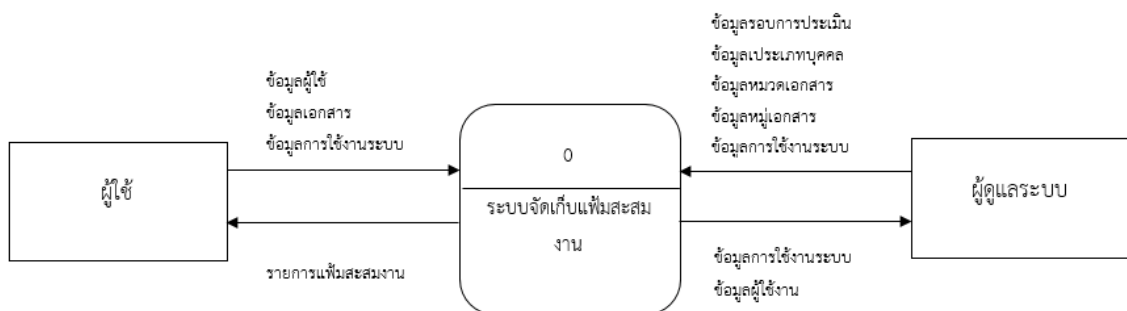 ข้อมูลรอบการประเมิน
ข้อมูลประเภทบุคคล
ข้อมูลหมวดเอกสาร
ข้อมูลหมู่เอกสาร
ข้อมูลการใช้งานระบบ
ข้อมูลผู้ใช้
ข้อมูลเอกสาร
ข้อมูลการใช้งานระบบ
ผู้ใช้
0
ระบบจัดเก็บแฟ้มสะสม
งาน
ผู้ดูแลระบบ
รายการแฟ้มสะสมงาน
ข้อมูลการใช้งานระบบ
ข้อมูลผู้ใช้งาน